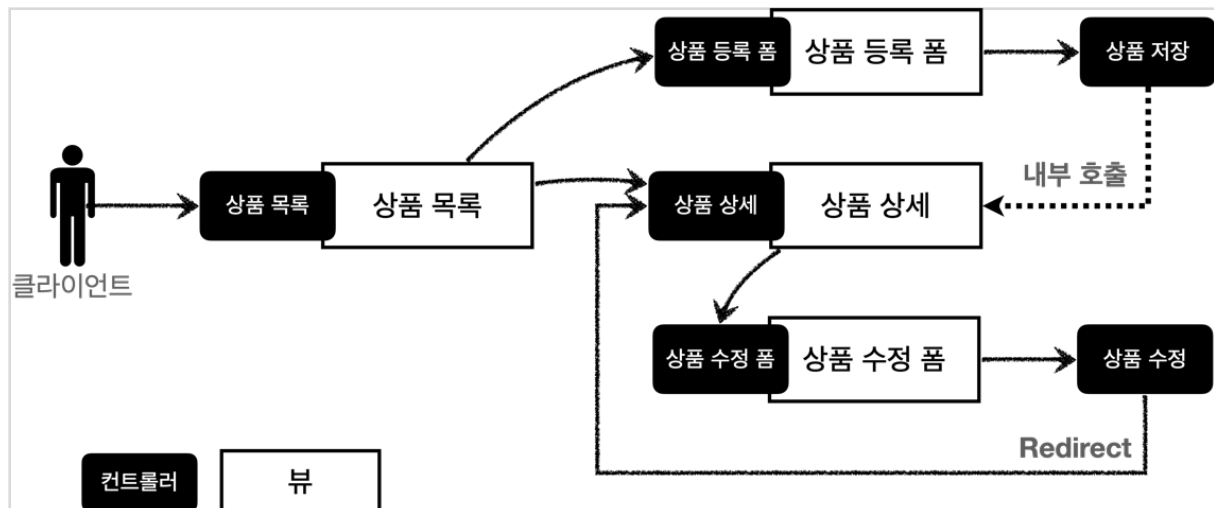 상품 등록 폼
상품 등록 폼
상품 저장
내부 호출
상품 목록
상품 목록
상품 상세
상품 상세
클라이언트
상품 수정 폼
상품 수정 폼
상품 수정
Redirect
컨트롤러
뷰